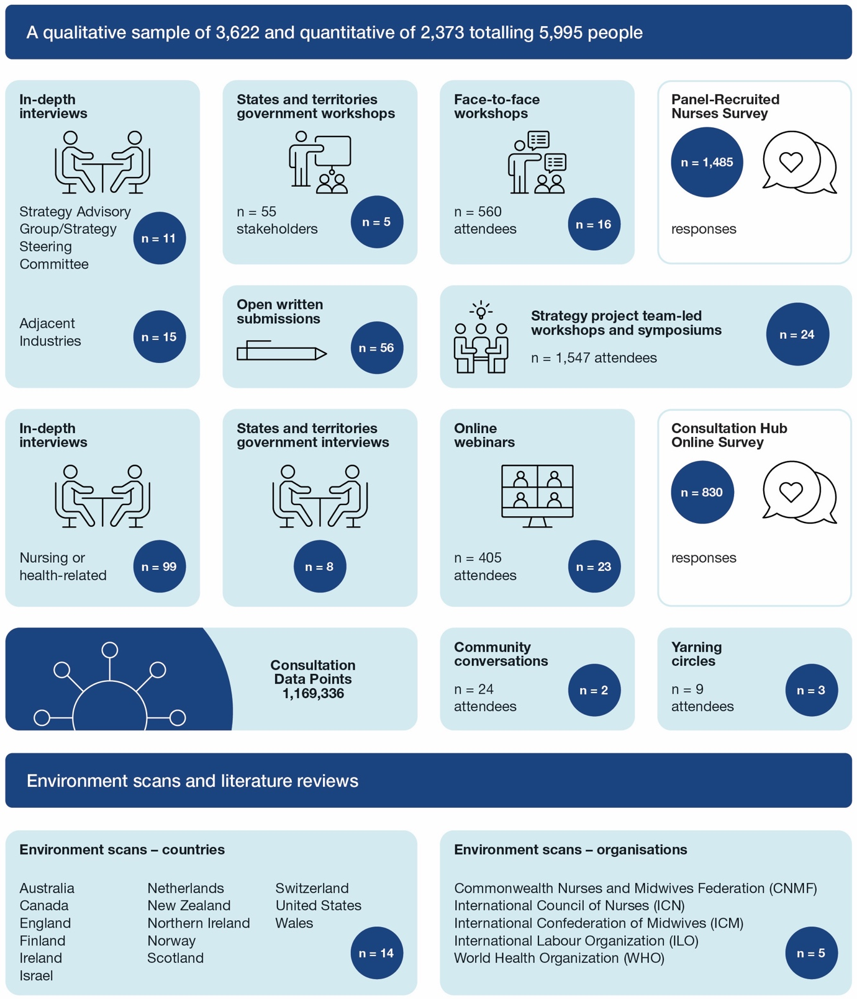 A qualitative sample of 3,622 and quantitative of 2,373 totalling 5,995 people
In-depth
interviews
Strategy Advisory
Group/Strategy
Steering
Committee
n = 11
Adjacent
Industries
n = 15
States and territories
government workshops
n = 55
stakeholders
n = 5
Face-to-face
workshops
n = 560
attendees
n = 16
Panel-Recruited
Nurses Survey
n = 1,485
responses
Open written
submissions
n = 56
Strategy project team-led
workshops and symposiums
n = 1,547 attendees
n = 24
In-depth
interviews
Nursing or
health-related
n = 99
States and territories
government interviews
n = 8
Online
webinars
n = 405
attendees
n = 23
Consultation Hub
Online Survey
n = 830
responses
Consultation
Data Points
1,169,336
Community
conversations
n = 24
attendees
n = 2
Yarning
circles
n = 9
attendees
n = 3
Environment scans and literature reviews
Environment scans – countries
Australia
Canada
England
Finland
Ireland
Israel
Netherlands
New Zealand
Northern Ireland
Norway
Scotland
Switzerland
United States
Wales
n = 14
Environment scans – organisations
Commonwealth Nurses and Midwives Federation (CNMF)
International Council of Nurses (ICN)
International Confederation of Midwives (ICM)
International Labour Organization (ILO)
World Health Organization (WHO)
n = 5